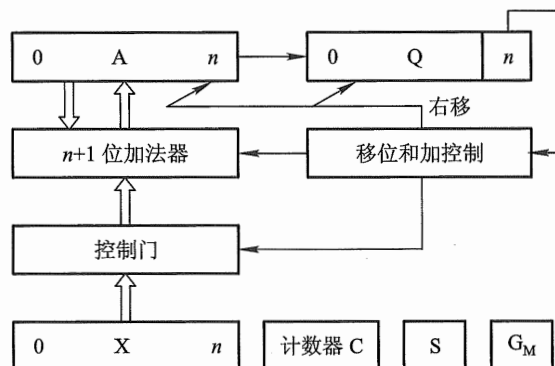 0 A n
0 Q n
右移
n+1 位加法器
移位和加控制
控制门
0 X n
计数器 C
S
G_M